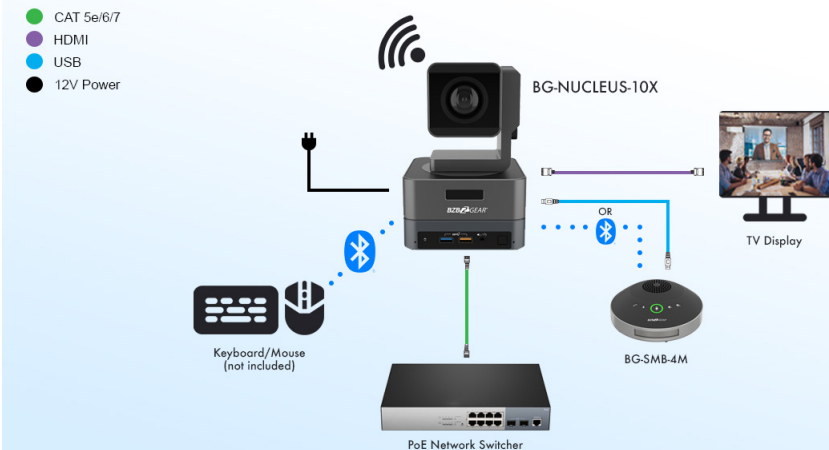 CAT 5e/6/7
HDMI
USB
12V Power
BG-NUCLEUS-10X
BZBGEAR
OR
TV Display
Keyboard/Mouse
(not included)
BG-SMB-4M
PoE Network Switcher